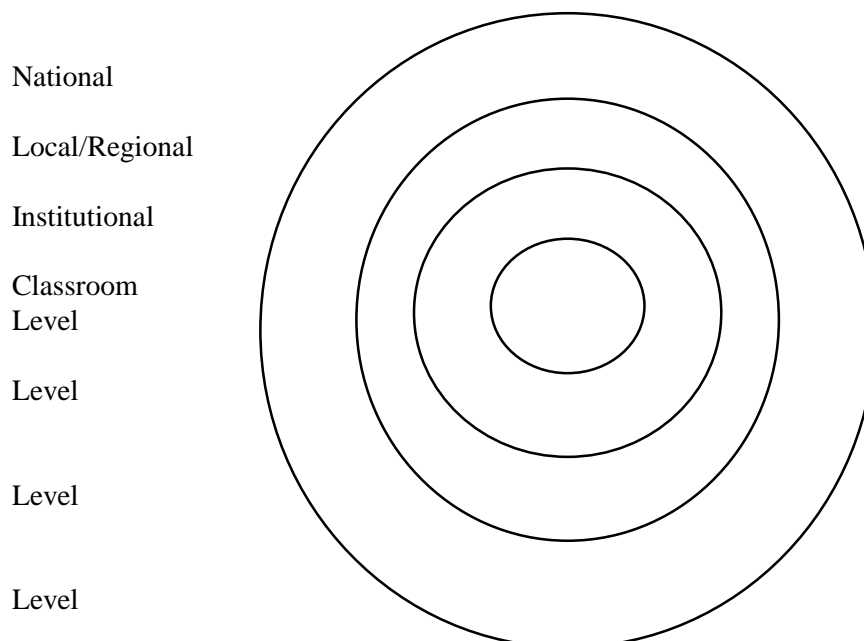 National
Local/Regional
Institutional
Classroom
Level
Level
Level
Level